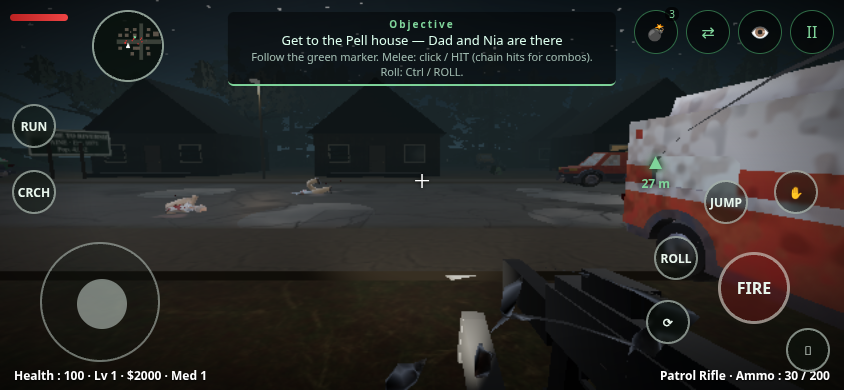 Objective
Get to the Pell house — Dad and Nia are there
Follow the green marker. Melee: click / HIT (chain hits for combos).
Roll: Ctrl / ROLL.
3
II
RUN
CRCH
27 m
JUMP
ROLL
FIRE
Health : 100 · Lv 1 · $2000 · Med 1
Patrol Rifle · Ammo : 30 / 200